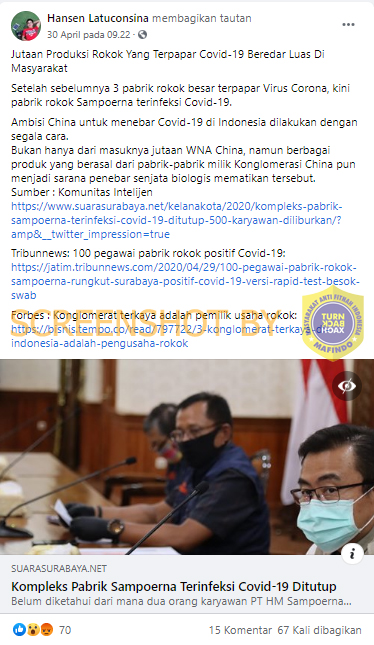 Hansen Latuconsina membagikan tautan
30 April pada 09.22
Jutaan Produksi Rokok Yang Terpapar Covid-19 Beredar Luas Di
Masyarakat
Setelah sebelumnya 3 pabrik rokok besar terpapar Virus Corona, kini
pabrik rokok Sampoerna terinfeksi Covid-19.
Ambisi China untuk menebar Covid-19 di Indonesia dilakukan dengan
segala cara.
Bukan hanya dari masuknya jutaan WNA China, namun berbagai
produk yang berasal dari pabrik-pabrik milik Konglomerasi China pun
menjadi sarana penebar senjata biologis mematikan tersebut.
Sumber : Komunitas Intelijen
https://www.suarasurabaya.net/kelanakota/2020/kompleks-pabrik-
sampoerna-terinfeksi-covid-19-ditutup-500-karyawan-diliburkan/?
amp&__twitter_impression=true
Tribunnews: 100 pegawai pabrik rokok positif Covid-19:
https://jatim.tribunnews.com/2020/04/29/100-pegawai-pabrik-rokok-
sampoerna-rungkut-surabaya-positif-covid-19-versi-rapid-test-besok-
swab
Forbes : Konglomerat terkaya adalah pemilik usaha rokok:
https://bisnis.tempo.co/read/797722/3-konglomerat-terkaya-di-
indonesia-adalah-pengusaha-rokok
SCREENSHOT BY
MASYARAKAT ANTI FITNAH INDONESIA
TURN
BACK
HOAX
MAFINDO
SUARASURABAYA.NET
Kompleks Pabrik Sampoerna Terinfeksi Covid-19 Ditutup
Belum diketahui dari mana dua orang karyawan PT HM Sampoerna...
70
15 Komentar 67 Kali dibagikan